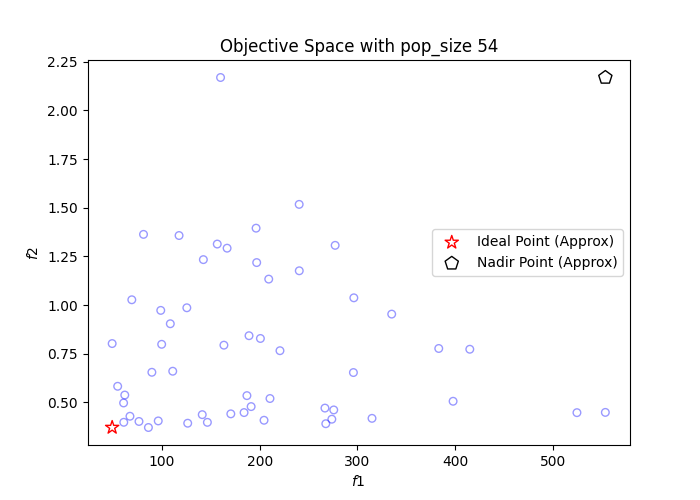 Objective Space with pop_size 54
2.25
2.00
1.75
1.50
1.25
1.00
0.75
0.50
f2
Ideal Point (Approx)
Nadir Point (Approx)
100 200 300 400 500
f1